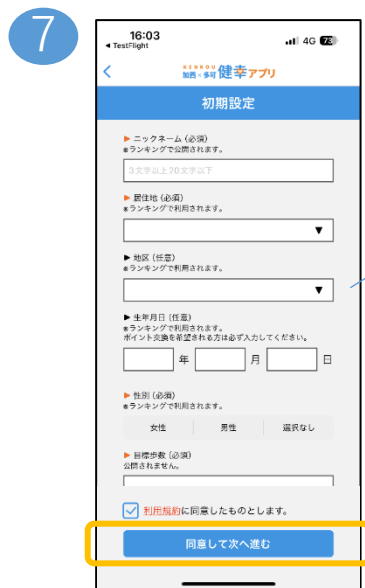 7
16:03
4G 73
◀ TestFlight
KENKOU
加西×多可 健幸アプリ
初期設定
▶ ニックネーム (必須)
※ランキングで公開されます。
3文字以上20文字以下
▶ 居住地 (必須)
※ランキングで利用されます。
▼
▶ 地区 (任意)
※ランキングで利用されます。
▼
▶ 生年月日 (任意)
※ランキングで利用されます。
ポイント交換を希望される方は必ず入力してください。
年 月 日
▶ 性別 (必須)
※ランキングで利用されます。
女性 男性 選択なし
▶ 目標歩数 (必須)
公開されません。
利用規約に同意したものとします。
同意して次へ進む